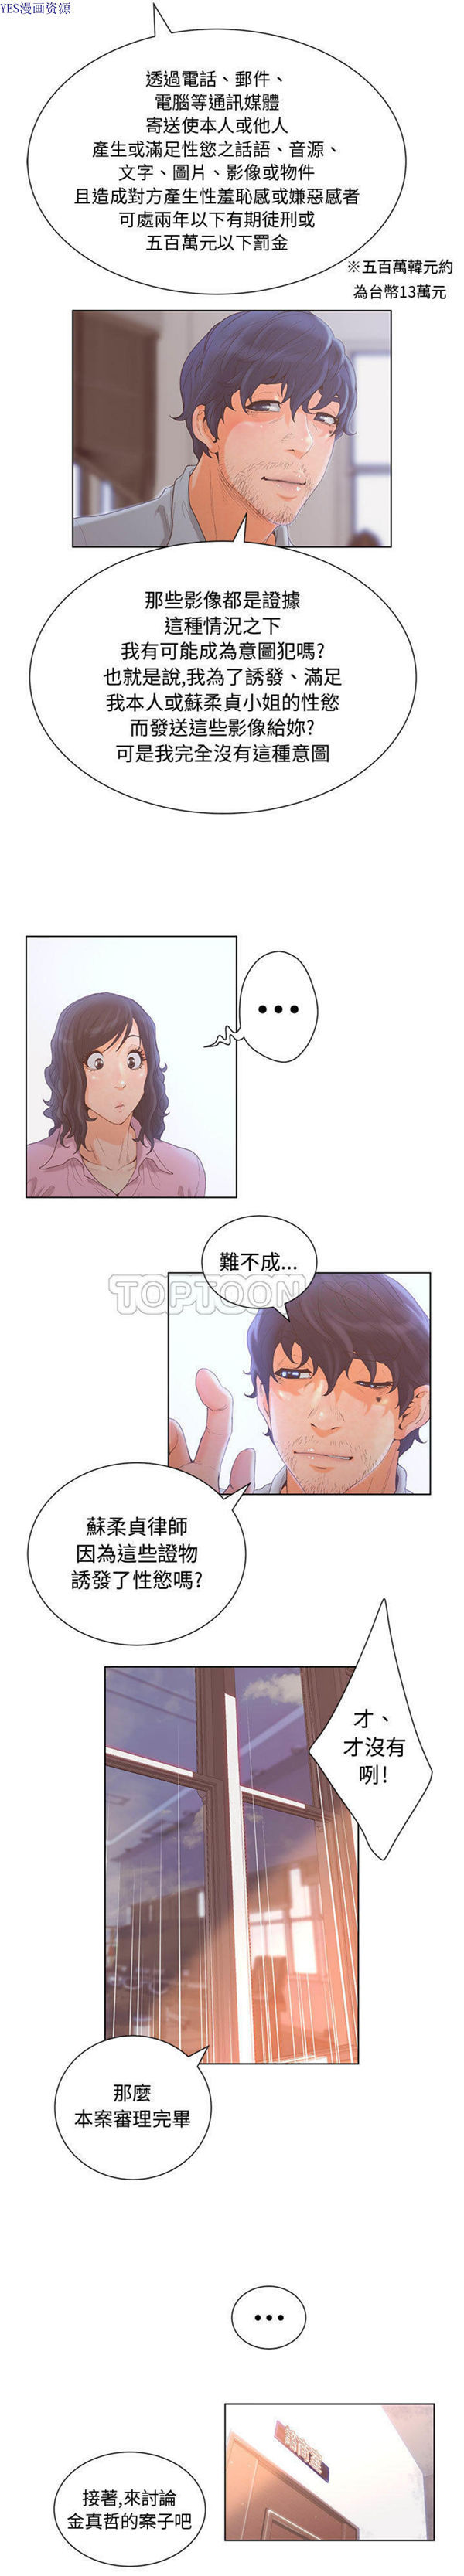 YES漫画资源
透過電話、郵件、
電腦等通訊媒體
寄送使本人或他人
產生或滿足性慾之話語、音源、
文字、圖片、影像或物件
且造成對方產生性羞恥感或嫌惡感者
可處兩年以下有期徒刑或
五百萬元以下罰金
※五百萬韓元約
為台幣13萬元
那些影像都是證據
這種情況之下
我有可能成為意圖犯嗎?
也就是說,我為了誘發、滿足
我本人或蘇柔貞小姐的性慾
而發送這些影像給妳?
可是我完全沒有這種意圖
•••
難不成...
TOPTOON
蘇柔貞律師
因為這些證物
誘發了性慾嗎?
才、
才沒有
咧!
那麼
本案審理完畢
•••
諮商室
接著,來討論
金真哲的案子吧